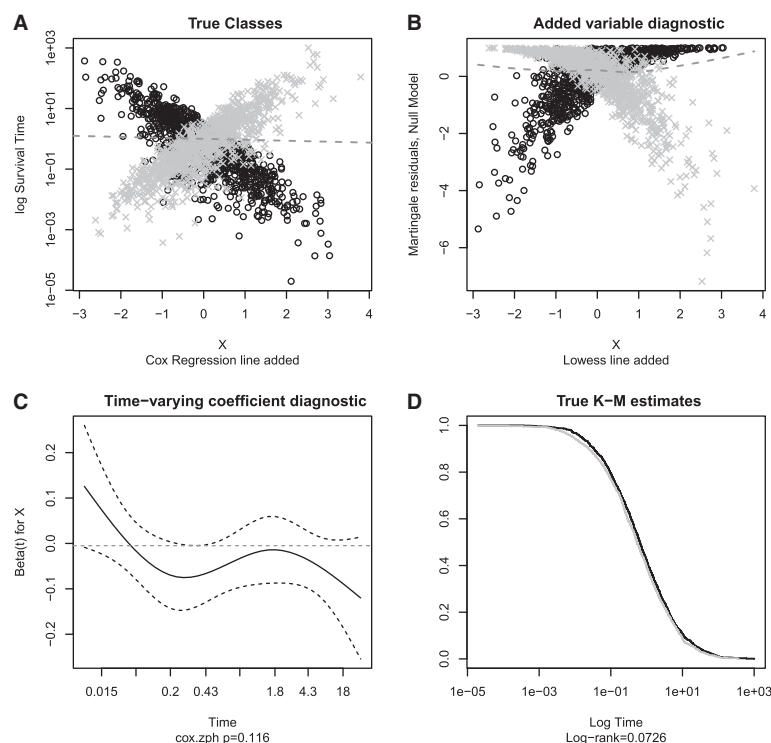 A
True Classes
log Survival Time
1e+03
1e+01
1e−01
1e−03
1e−05
−3 −2 −1 0 1 2 3 4
X
Cox Regression line added
B
Added variable diagnostic
Martingale residuals, Null Model
0
−2
−4
−6
−3 −2 −1 0 1 2 3 4
X
Lowess line added
C
Time−varying coefficient diagnostic
Beta(t) for X
0.2
0.1
0.0
−0.1
−0.2
0.015 0.2 0.43 1.8 4.3 18
Time
cox.zph p=0.116
D
True K−M estimates
1.0
0.8
0.6
0.4
0.2
0.0
1e−05 1e−03 1e−01 1e+01 1e+03
Log Time
Log−rank=0.0726